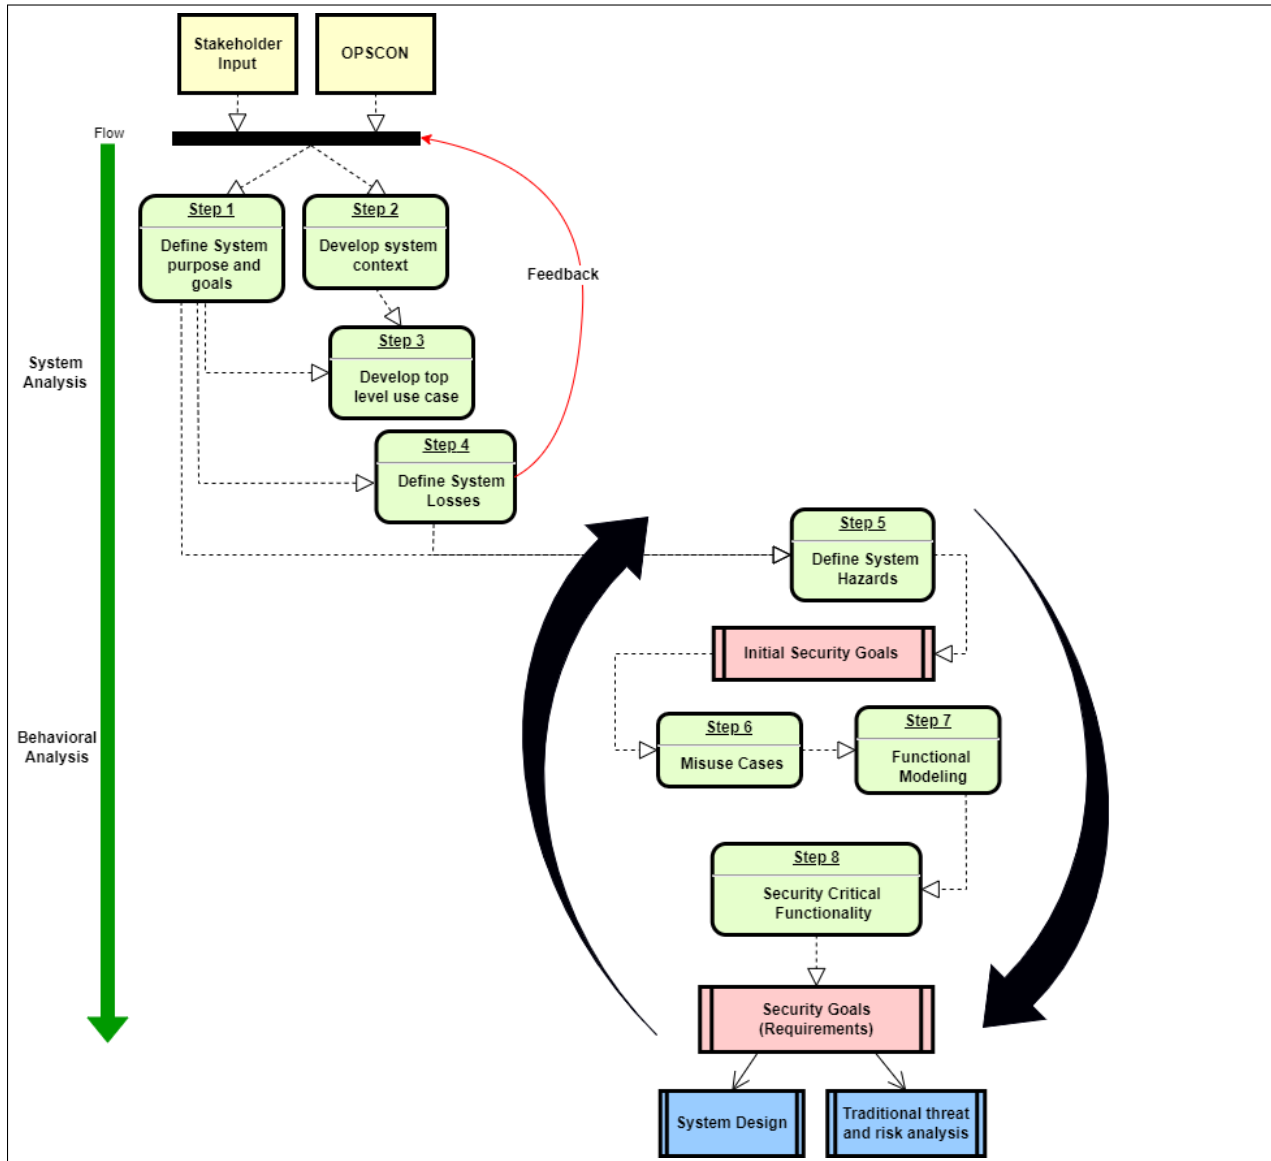 Stakeholder
Input
OPSCON
Flow
Step 1
Define System
purpose and
goals
Step 2
Develop system
context
Feedback
Step 3
Develop top
level use case
System
Analysis
Step 4
Define System
Losses
Step 5
Define System
Hazards
Initial Security Goals
Step 6
Misuse Cases
Step 7
Functional
Modeling
Behavioral
Analysis
Step 8
Security Critical
Functionality
Security Goals
(Requirements)
System Design
Traditional threat
and risk analysis